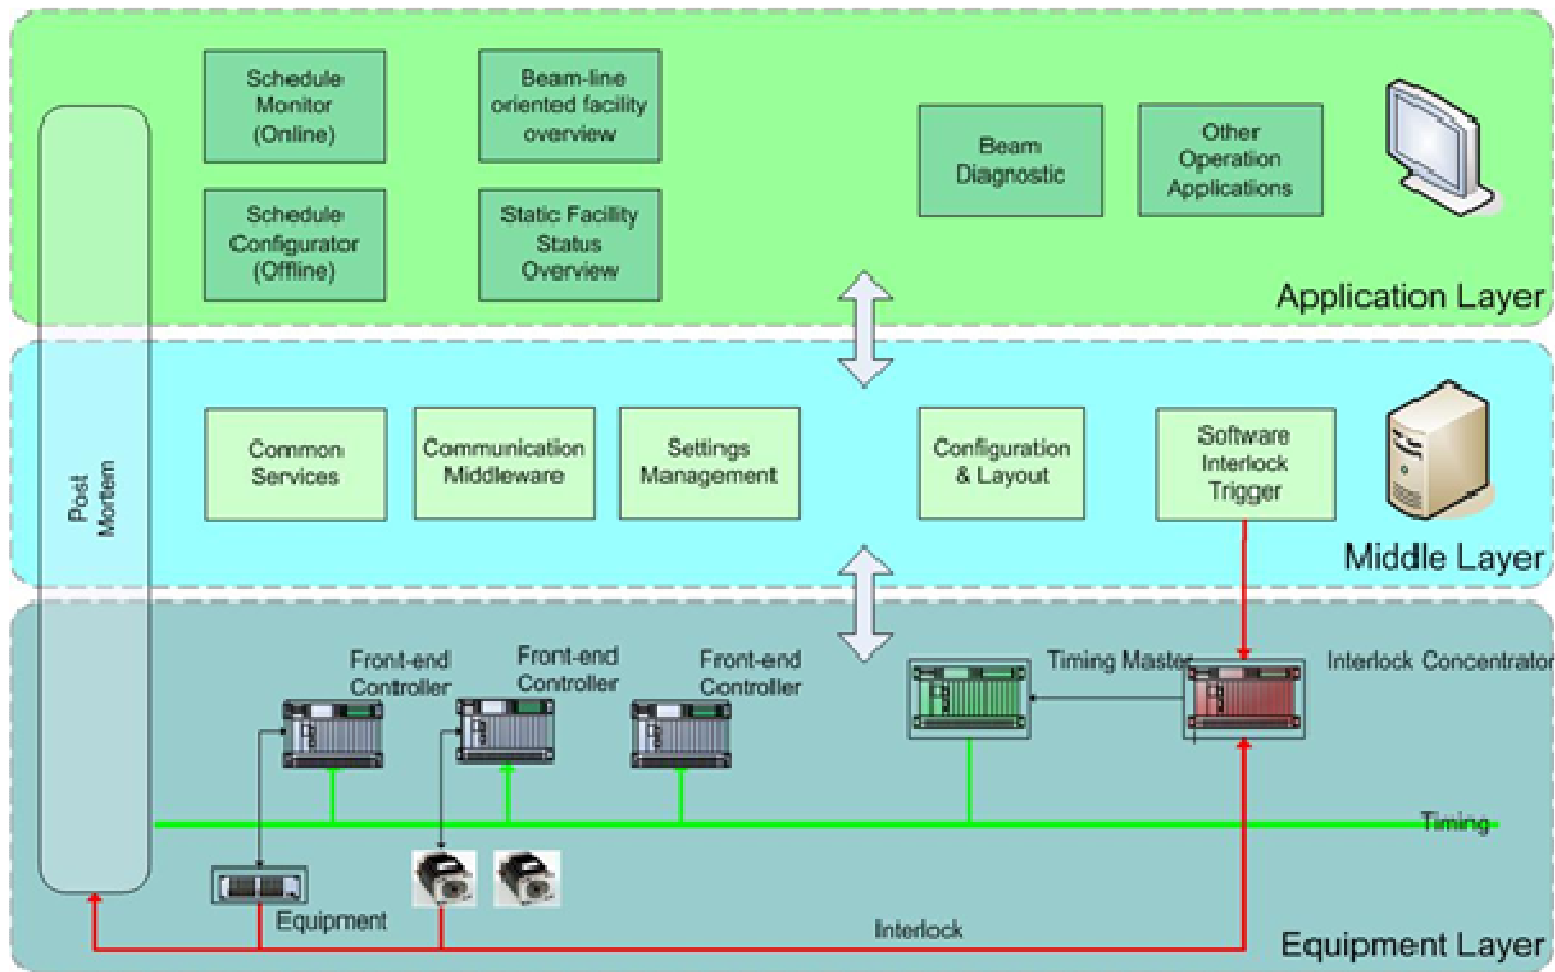 Schedule
Monitor
(Online)
Beam-line
oriented facility
overview
Beam
Diagnostic
Other
Operation
Applications
Schedule
Configurator
(Offline)
Static Facility
Status
Overview
Application Layer
Post
Mortem
Common
Services
Communication
Middleware
Settings
Management
Configuration
& Layout
Software
Interlock
Trigger
Middle Layer
Front-end
Controller
Front-end
Controller
Front-end
Controller
Timing Master
Interlock Concentrator
Timing
Equipment
Interlock
Equipment Layer